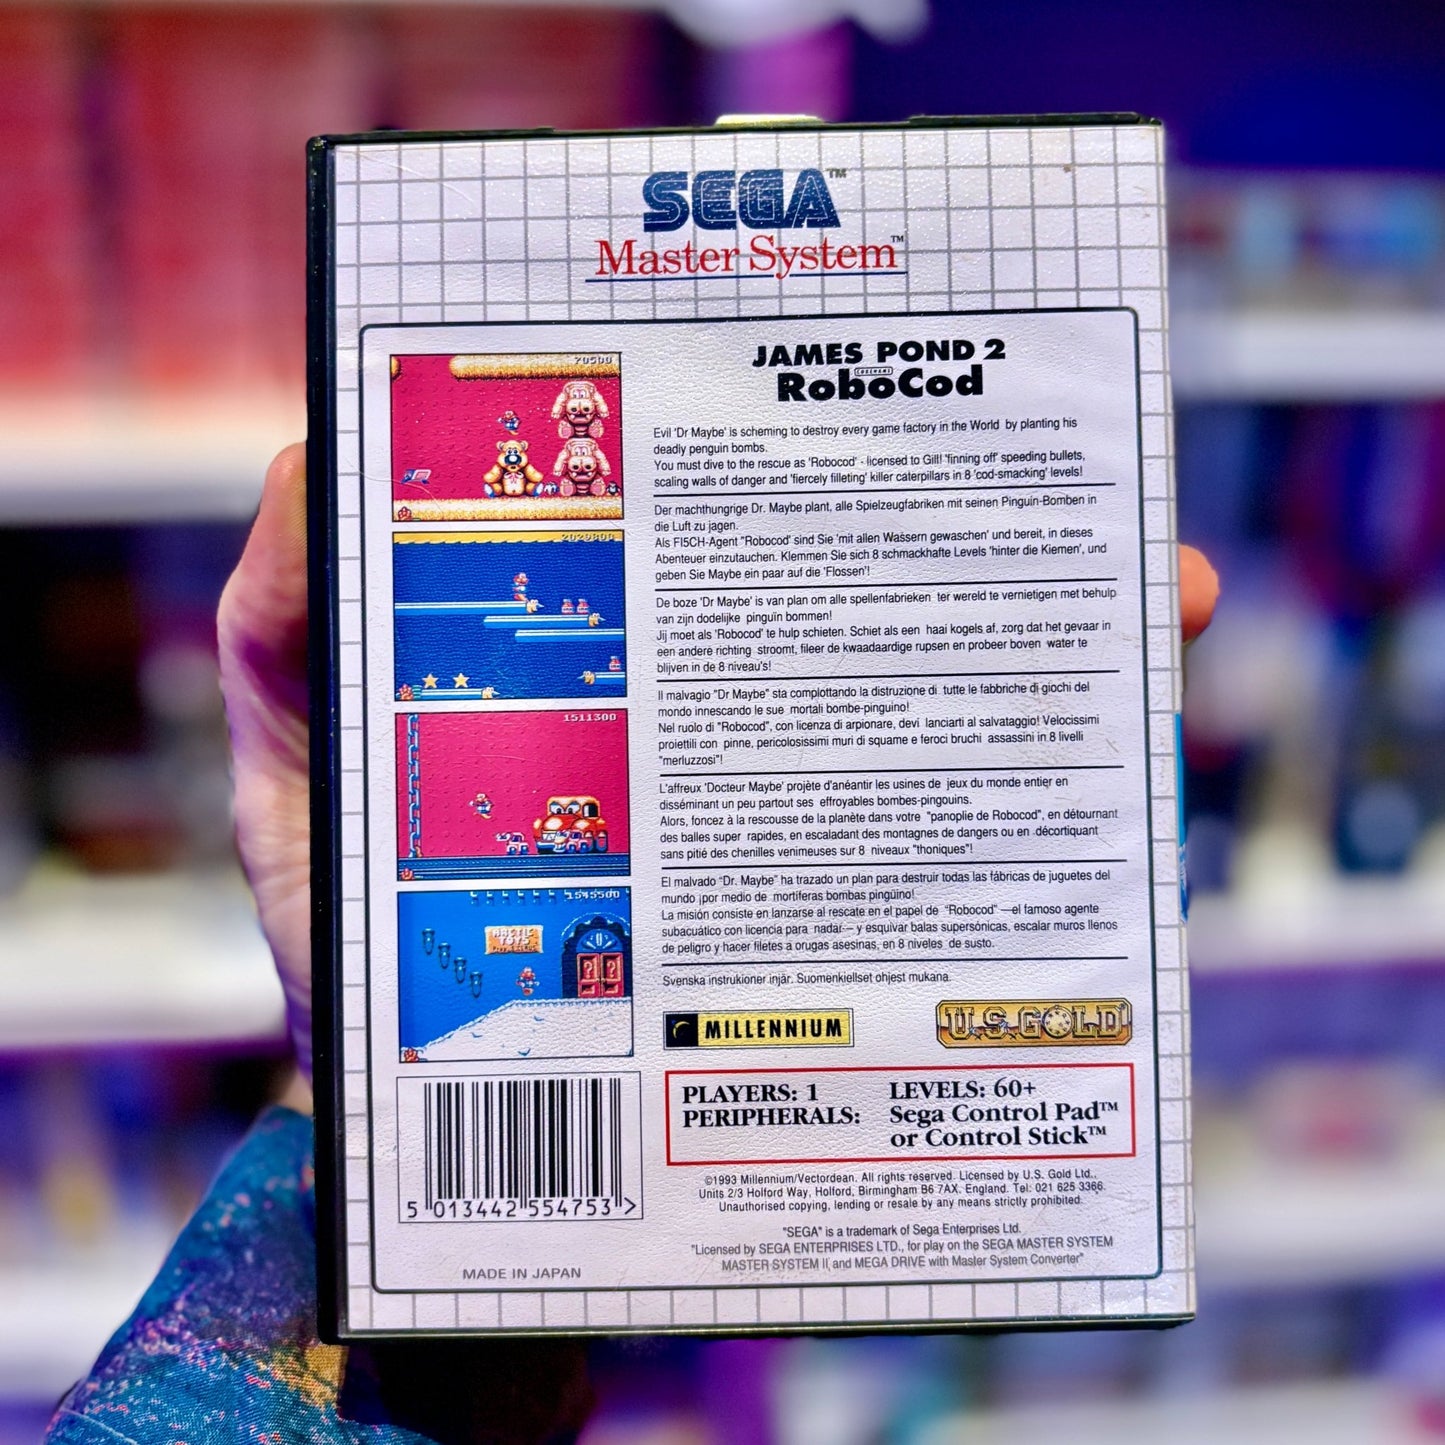 SEGA™
Master System™
JAMES POND 2
CODENAME
RoboCod
70500
2029800
1511300
1545500
ARCTIC
TOYS
Evil 'Dr Maybe' is scheming to destroy every game factory in the World by planting his
deadly penguin bombs.
You must dive to the rescue as 'Robocod' - licensed to Gill! 'finning off' speeding bullets,
scaling walls of danger and 'fiercely filleting' killer caterpillars in 8 'cod-smacking' levels!
Der machthungrige Dr. Maybe plant, alle Spielzeugfabriken mit seinen Pinguin-Bomben in
die Luft zu jagen.
Als FI5CH-Agent "Robocod' sind Sie 'mit allen Wassern gewaschen' und bereit, in dieses
Abenteuer einzutauchen. Klemmen Sie sich 8 schmackhafte Levels 'hinter die Kiemen', und
geben Sie Maybe ein paar auf die 'Flossen'!
De boze 'Dr Maybe' is van plan om alle spellenfabrieken ter wereld te vernietigen met behulp
van zijn dodelijke pinguïn bommen!
Jij moet als 'Robocod' te hulp schieten. Schiet als een haai kogels af, zorg dat het gevaar in
een andere richting stroomt, fileer de kwaadaardige rupsen en probeer boven water te
blijven in de 8 niveau's!
Il malvagio "Dr Maybe" sta complottando la distruzione di tutte le fabbriche di giochi del
mondo innescando le sue mortali bombe-pinguino!
Nel ruolo di "Robocod", con licenza di arpionare, devi lanciarti al salvataggio! Velocissimi
proiettili con pinne, pericolosissimi muri di squame e feroci bruchi assassini in 8 livelli
"merluzzosi"!
L'affreux 'Docteur Maybe' projète d'anéantir les usines de jeux du monde entier en
disséminant un peu partout ses effroyables bombes-pingouins.
Alors, foncez à la rescousse de la planète dans votre "panoplie de Robocod", en détournant
des balles super rapides, en escaladant des montagnes de dangers ou en décortiquant
sans pitié des chenilles venimeuses sur 8 niveaux "thoniques"!
El malvado "Dr. Maybe" ha trazado un plan para destruir todas las fábricas de juguetes del
mundo ¡por medio de mortíferas bombas pingüino!
La misión consiste en lanzarse al rescate en el papel de "Robocod" —el famoso agente
subacuático con licencia para nadar— y esquivar balas supersónicas, escalar muros llenos
de peligro y hacer filetes a orugas asesinas, en 8 niveles de susto.
Svenska instrukioner injär. Suomenkiellset ohjest mukana.
MILLENNIUM
U.S. GOLD®
PLAYERS: 1 LEVELS: 60+
PERIPHERALS: Sega Control Pad™
or Control Stick™
5 013442 554753 >
MADE IN JAPAN
©1993 Millennium/Vectordean. All rights reserved. Licensed by U.S. Gold Ltd.,
Units 2/3 Holford Way, Holford, Birmingham B6 7AX. England. Tel: 021 625 3366.
Unauthorised copying, lending or resale by any means strictly prohibited.
"SEGA" is a trademark of Sega Enterprises Ltd.
"Licensed by SEGA ENTERPRISES LTD., for play on the SEGA MASTER SYSTEM
MASTER SYSTEM II and MEGA DRIVE with Master System Converter"